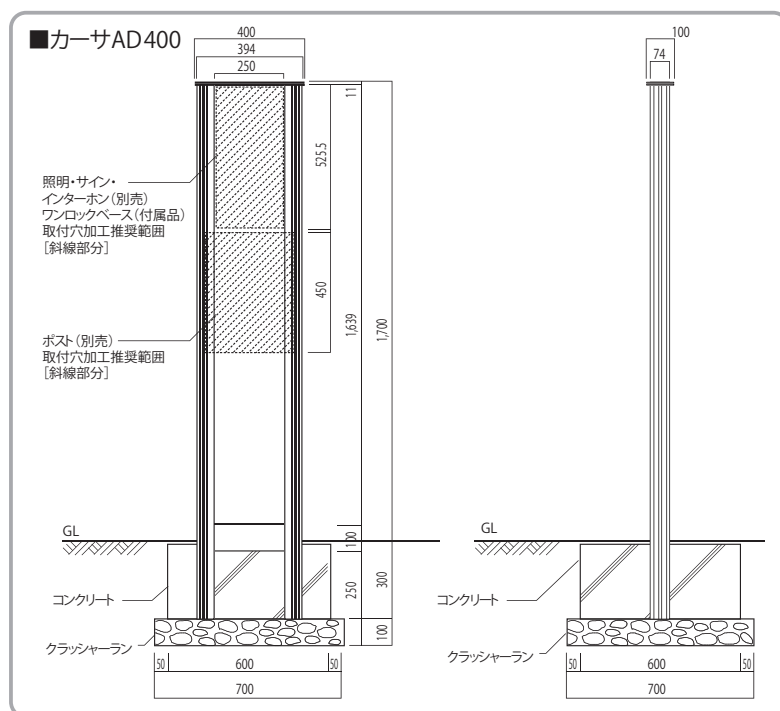 ■カーサAD400
400
394
250
11
525.5
450
1,639
1,700
照明・サイン・
インターホン（別売）
ワンロックベース（付属品）
取付穴加工推奨範囲
[斜線部分]
ポスト（別売）
取付穴加工推奨範囲
[斜線部分]
GL
100
250
300
100
コンクリート
クラッシャーラン
50
600
50
700
100
74
GL
コンクリート
クラッシャーラン
50
600
50
700